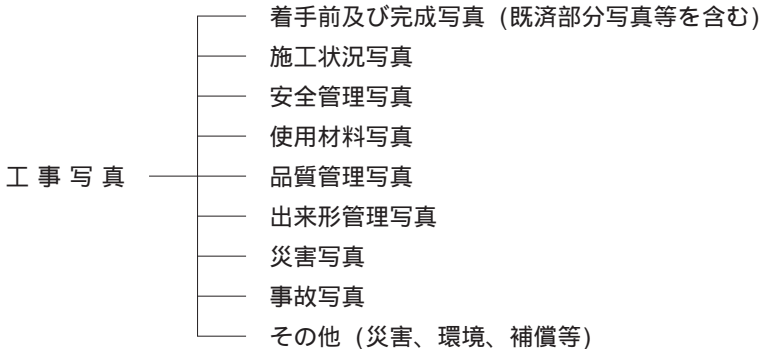 着手前及び完成写真（既済部分写真等を含む）
施工状況写真
安全管理写真
使用材料写真
工事写真
品質管理写真
出来形管理写真
災害写真
事故写真
その他（災害、環境、補償等）